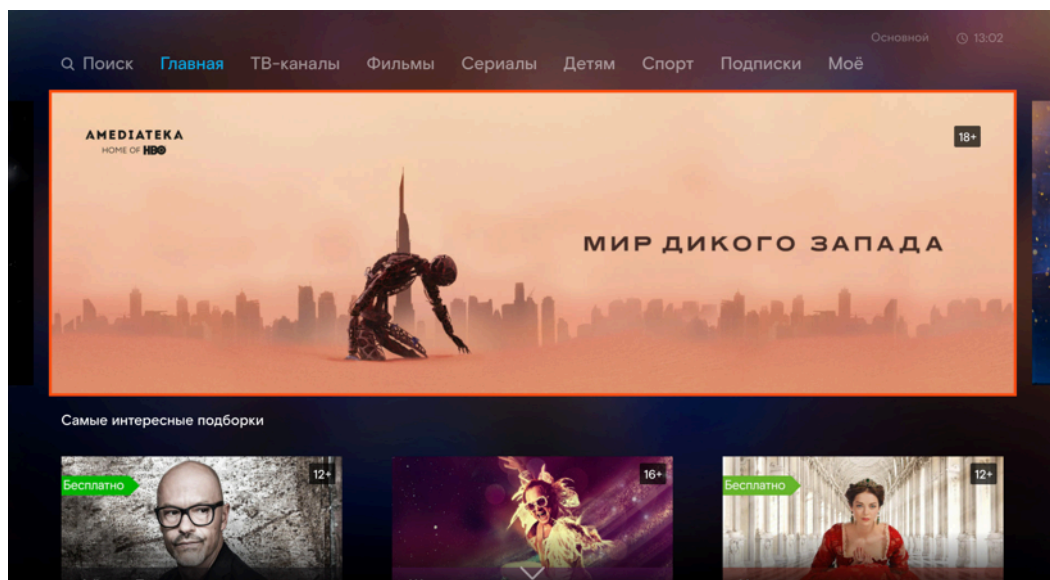 Основной 13:02
Поиск Главная ТВ-каналы Фильмы Сериалы Детям Спорт Подписки Моё
AMEDIATEKA
HOME OF HBO
18+
МИР ДИКОГО ЗАПАДА
Самые интересные подборки
Бесплатно 12+
16+
Бесплатно 12+